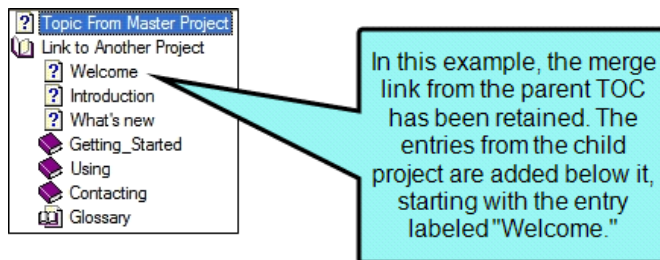 Topic From Master Project
Link to Another Project
Welcome
Introduction
What's new
Getting_Started
Using
Contacting
Glossary
In this example, the merge
link from the parent TOC
has been retained. The
entries from the child
project are added below it,
starting with the entry
labeled "Welcome."